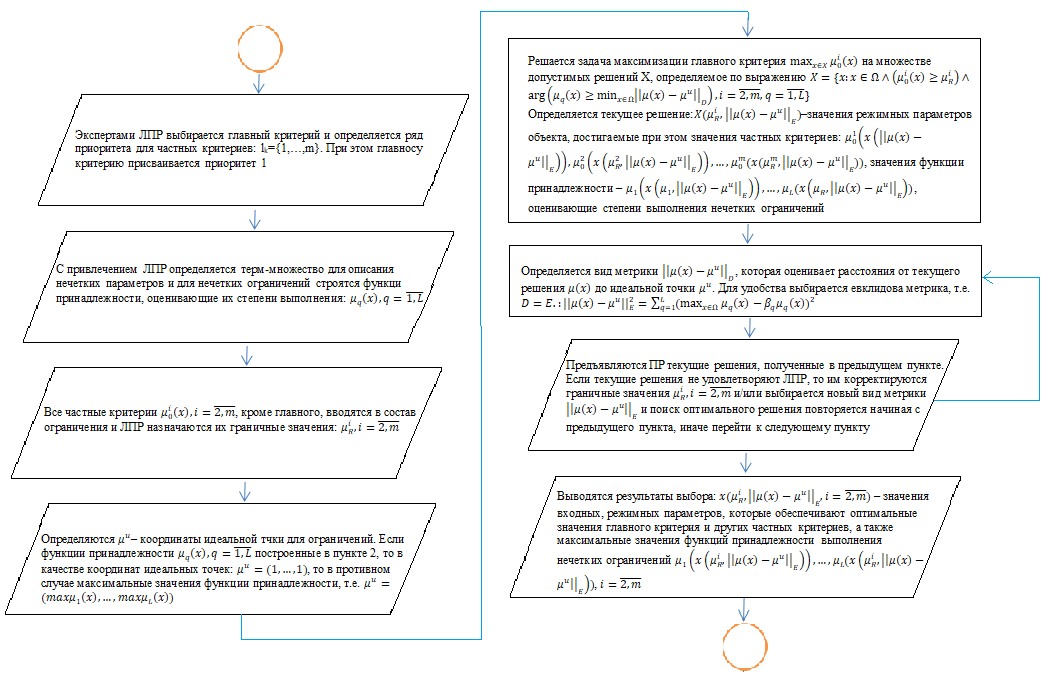 Экспертами ЛПР выбирается главный критерий и определяется ряд
приоритета для частных критериев: Iₖ={1,…,m}. При этом главносу
критерию присваивается приоритет 1
С привлечением ЛПР определяется терм-множество для описания
нечетких параметров и для нечетких ограничений строятся функци
принадлежности, оценивающие их степени выполнения: μ_q(x), q = \overline{1,L}
Все частные критерии μ_0^i(x), i = \overline{2,m}, кроме главного, вводятся в состав
ограничения и ЛПР назначаются их граничные значения: μ_R^i, i = \overline{2,m}
Определяются μ^u– координаты идеальной тчки для ограничений. Если
функции принадлежности μ_q(x), q = \overline{1,L} построенные в пункте 2, то в
качестве координат идеальных точек: μ^u = (1,…,1), то в противном
случае максимальные значения функции принадлежности, т.е. μ^u =
(maxμ_1(x),…,maxμ_L(x))
Решается задача максимизации главного критерия max_{x∈X} μ_0^i(x) на множестве
допустимых решений X, определяемое по выражению X = {x: x ∈ Ω ∧ (μ_0^i(x) ≥ μ_R^i) ∧
arg(μ_q(x) ≥ min_{x∈Ω}||μ(x) − μ^u||_D), i = \overline{2,m}, q = \overline{1,L}}
Определяется текущее решение: X(μ_R^i, ||μ(x) − μ^u||_E)–значения режимных параметров
объекта, достигаемые при этом значения частных критериев: μ_0^1(x(||μ(x) −
μ^u||_E)), μ_0^2(x(μ_R^2, ||μ(x) − μ^u||_E)),…, μ_0^m(x(μ_R^m, ||μ(x) − μ^u||_E)), значения функции
принадлежности – μ_1(x(μ_1, ||μ(x) − μ^u||_E)),…, μ_L(x(μ_R, ||μ(x) − μ^u||_E)),
оценивающие степени выполнения нечетких ограничений
Определяется вид метрики ||μ(x) − μ^u||_D, которая оценивает расстояния от текущего
решения μ(x) до идеальной точки μ^u. Для удобства выбирается евклидова метрика, т.е.
D = E.: ||μ(x) − μ^u||_E^2 = ∑_{q=1}^L(max_{x∈Ω} μ_q(x) − β_qμ_q(x))^2
Предъявляются ПР текущие решения, полученные в предыдущем пункте.
Если текущие решения не удовлетворяют ЛПР, то им корректируются
граничные значения μ_R^i, i = \overline{2,m} и/или выбирается новый вид метрики
||μ(x) − μ^u||_E и поиск оптимального решения повторяется начиная с
предыдущего пункта, иначе перейти к следующему пункту
Выводятся результаты выбора: x(μ_R^i, ||μ(x) − μ^u||_E, i = \overline{2,m}) – значения
входных, режимных параметров, которые обеспечивают оптимальные
значения главного критерия и других частных критериев, а также
максимальные значения функций принадлежности выполнения
нечетких ограничений μ_1(x(μ_R^i, ||μ(x) − μ^u||_E)),…, μ_L(x(μ_R^i, ||μ(x) −
μ^u||_E)), i = \overline{2,m}